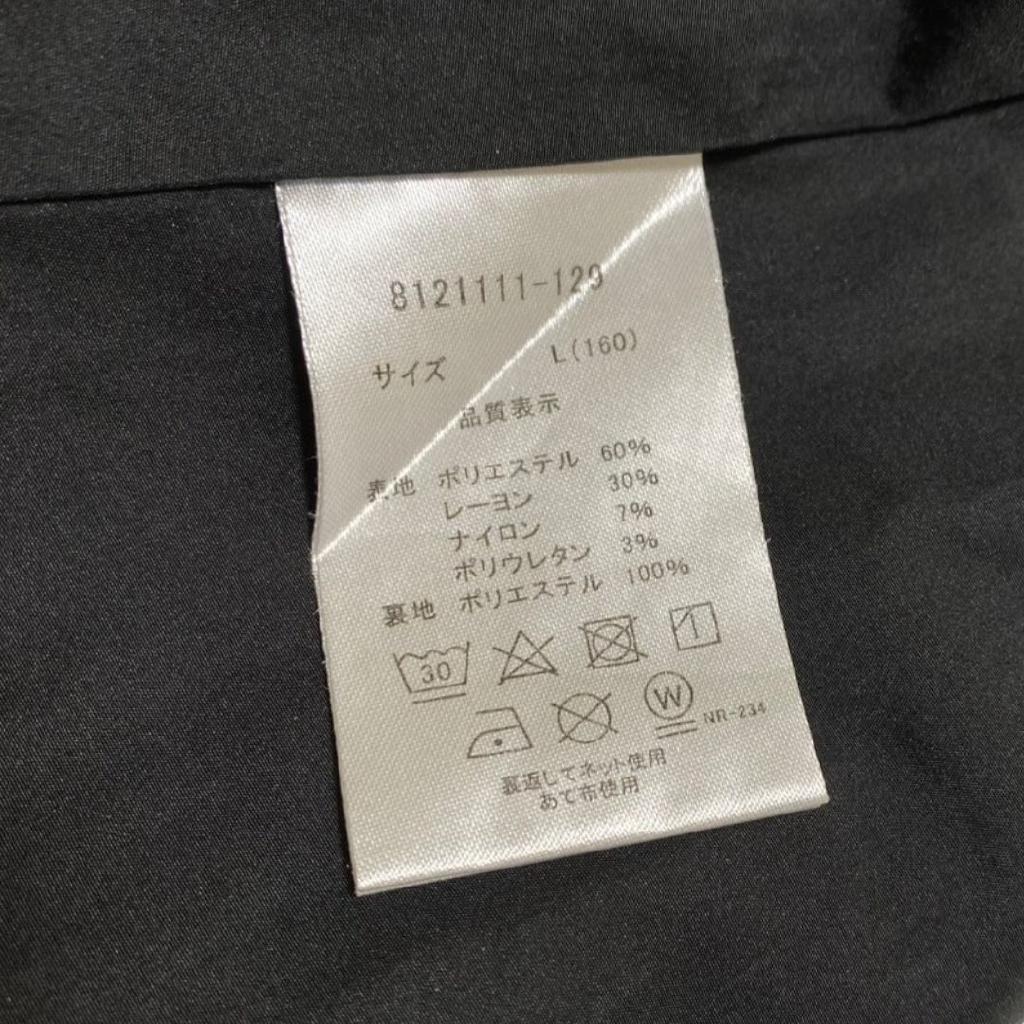 8121111-129
サイズ L(160)
品質表示
表地 ポリエステル 60%
レーヨン 30%
ナイロン 7%
ポリウレタン 3%
裏地 ポリエステル 100%
30
W NR-234
裏返してネット使用
あて布使用